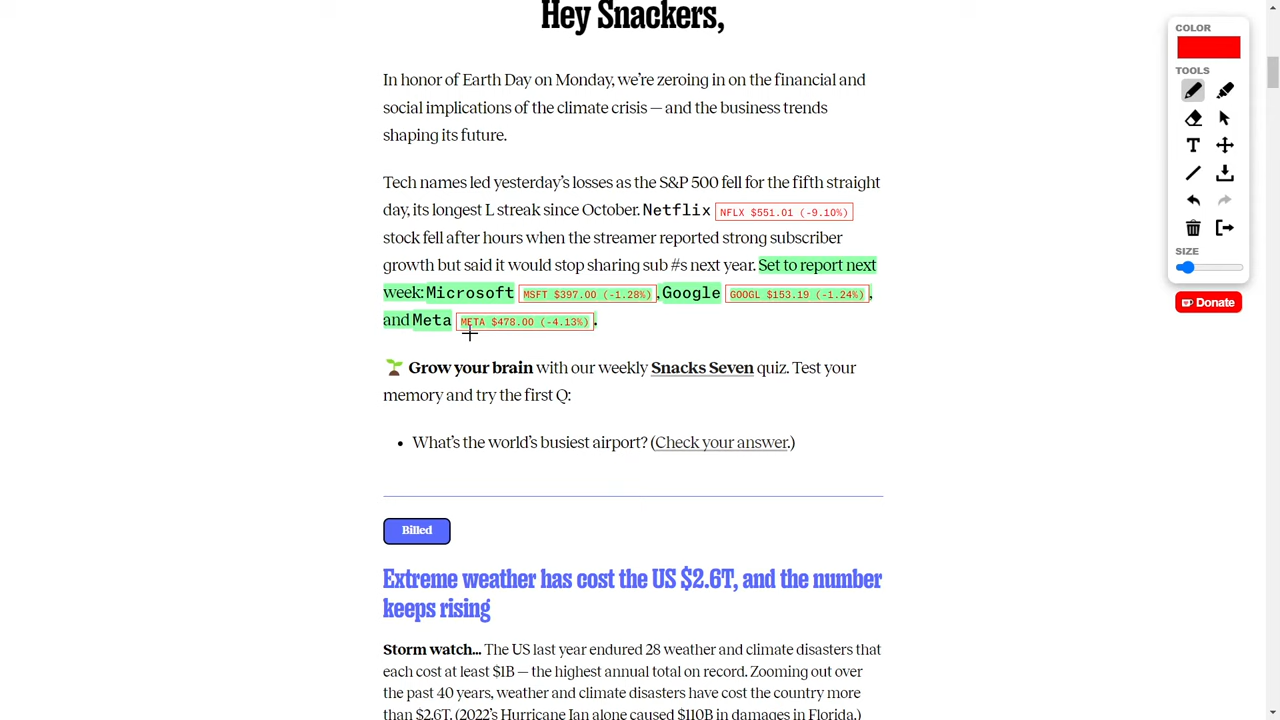 Hey Snackers,
In honor of Earth Day on Monday, we’re zeroing in on the financial and
social implications of the climate crisis — and the business trends
shaping its future.
Tech names led yesterday’s losses as the S&P 500 fell for the fifth straight
day, its longest L streak since October. Netflix NFLX $551.01 (-9.10%)
stock fell after hours when the streamer reported strong subscriber
growth but said it would stop sharing sub #s next year. Set to report next
week: Microsoft MSFT $397.00 (-1.28%), Google GOOGL $153.19 (-1.24%),
and Meta META $478.00 (-4.13%).
🌱 Grow your brain with our weekly Snacks Seven quiz. Test your
memory and try the first Q:
• What’s the world’s busiest airport? (Check your answer.)
Billed
Extreme weather has cost the US $2.6T, and the number
keeps rising
Storm watch... The US last year endured 28 weather and climate disasters that
each cost at least $1B — the highest annual total on record. Zooming out over
the past 40 years, weather and climate disasters have cost the country more
than $2.6T. (2022’s Hurricane Ian alone caused $110B in damages in Florida.)
COLOR
TOOLS
T
SIZE
Donate